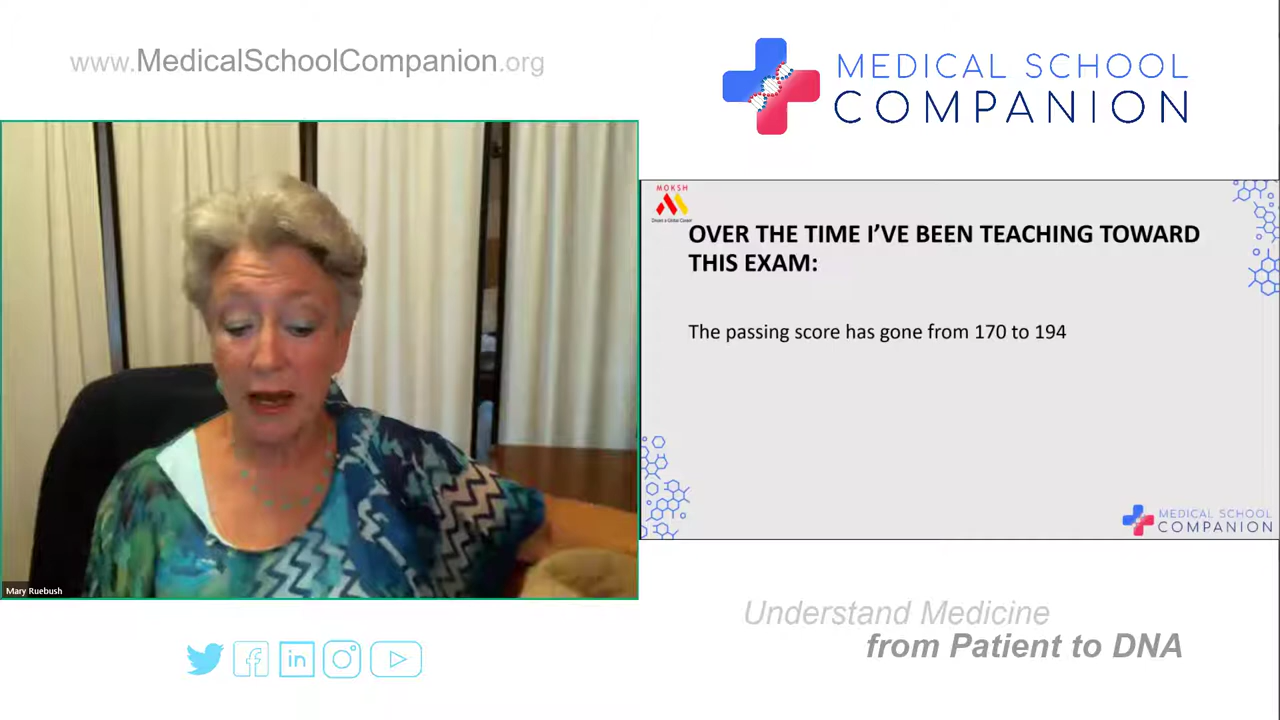 www.MedicalSchoolCompanion.org
MEDICAL SCHOOL
COMPANION
MOKSH
OVER THE TIME I'VE BEEN TEACHING TOWARD
THIS EXAM:
The passing score has gone from 170 to 194
MEDICAL SCHOOL
COMPANION
Mary Ruebush
Understand Medicine
from Patient to DNA